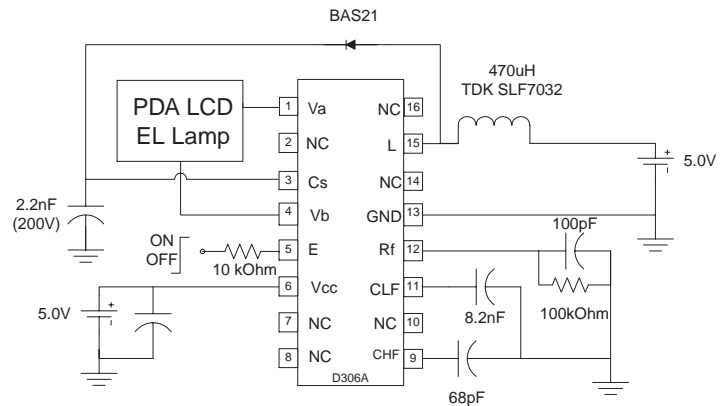 BAS21
470uH
TDK SLF7032
PDA LCD
EL Lamp
1 Va NC 16
2 NC L 15
5.0V
+
3 Cs NC 14
2.2nF
(200V)
4 Vb GND 13
100pF
ON
OFF
10 kOhm
5 E Rf 12
100kOhm
6 Vcc CLF 11
8.2nF
5.0V
+
7 NC NC 10
8 NC CHF 9
68pF
D306A